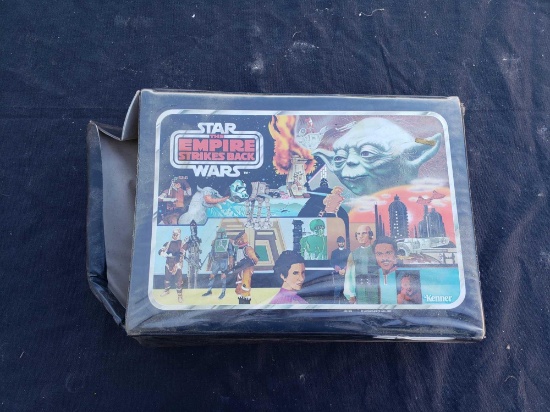 STAR
THE
EMPIRE
STRIKES BACK
WARS
Kenner